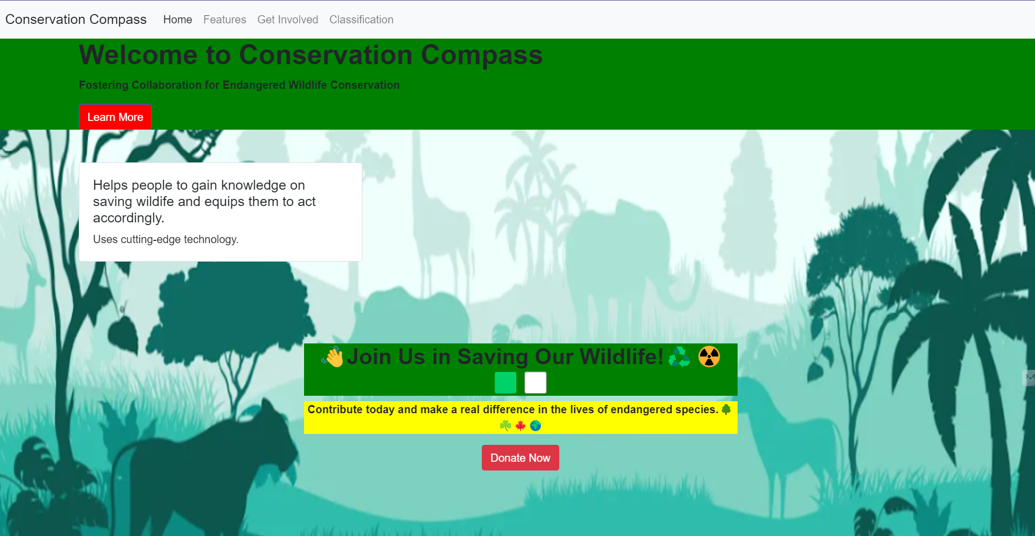 Conservation Compass Home Features Get Involved Classification
Welcome to Conservation Compass
Fostering Collaboration for Endangered Wildlife Conservation
Learn More
Helps people to gain knowledge on
saving wildife and equips them to act
accordingly.
Uses cutting-edge technology.
👋Join Us in Saving Our Wildlife!♻️ ☢️
Contribute today and make a real difference in the lives of endangered species.🌳
☘️ 🍁 🌍
Donate Now